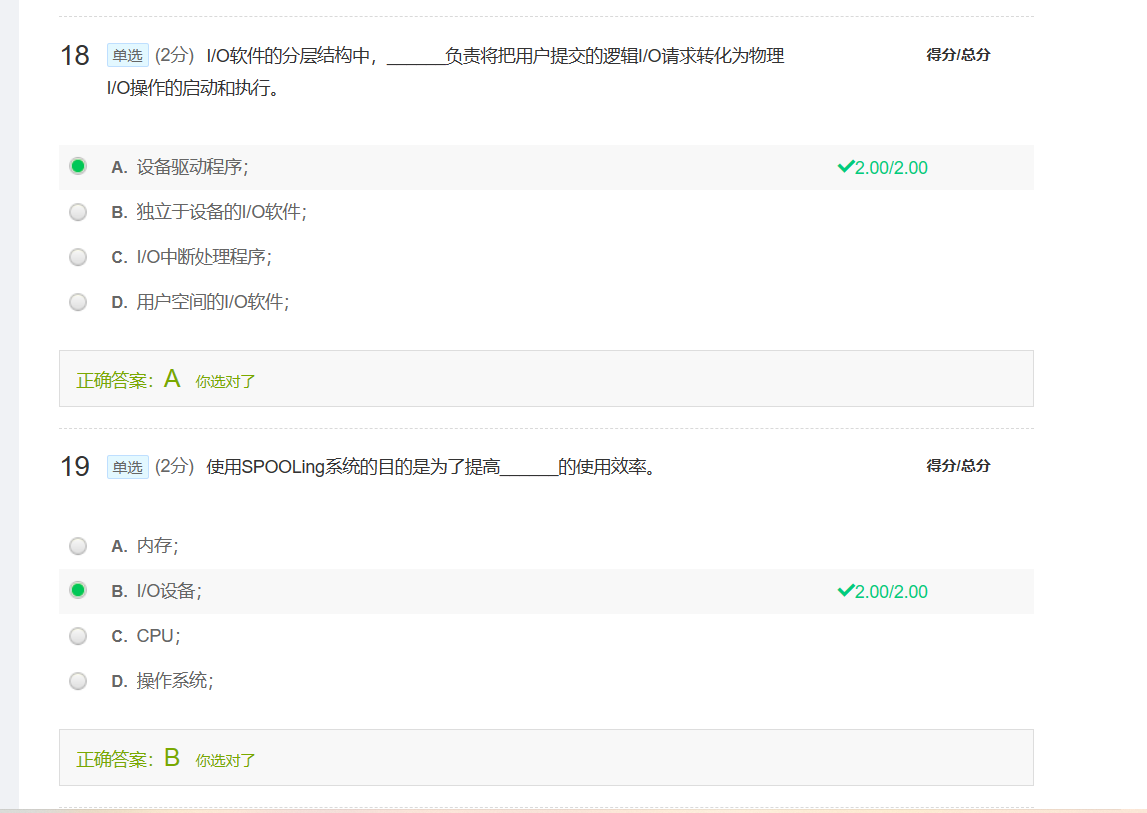 18 单选 (2分) I/O软件的分层结构中，______负责将把用户提交的逻辑I/O请求转化为物理 得分/总分
I/O操作的启动和执行。
A. 设备驱动程序; 2.00/2.00
B. 独立于设备的I/O软件;
C. I/O中断处理程序;
D. 用户空间的I/O软件;
正确答案：A 你选对了
19 单选 (2分) 使用SPOOLing系统的目的是为了提高______的使用效率。 得分/总分
A. 内存;
B. I/O设备; 2.00/2.00
C. CPU;
D. 操作系统;
正确答案：B 你选对了